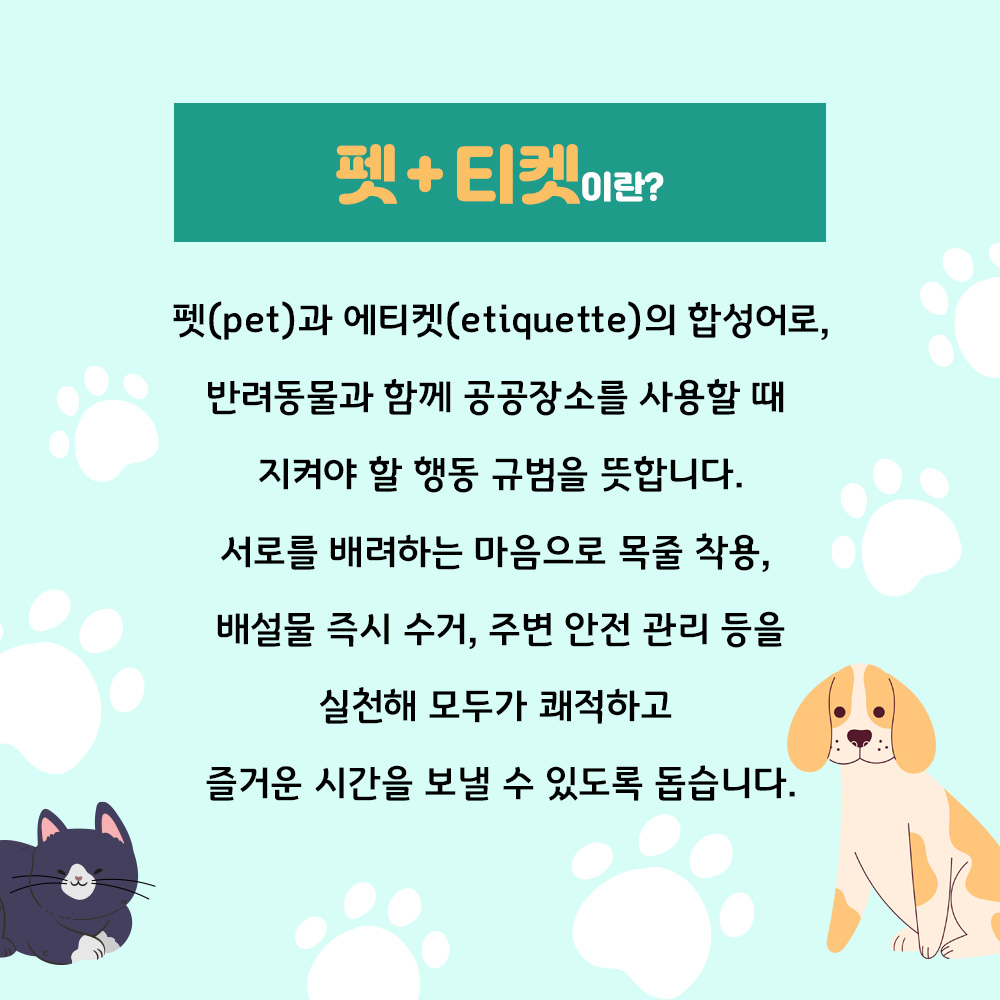 펫+티켓이란?
펫(pet)과 에티켓(etiquette)의 합성어로,
반려동물과 함께 공공장소를 사용할 때
지켜야 할 행동 규범을 뜻합니다.
서로를 배려하는 마음으로 목줄 착용,
배설물 즉시 수거, 주변 안전 관리 등을
실천해 모두가 쾌적하고
즐거운 시간을 보낼 수 있도록 돕습니다.